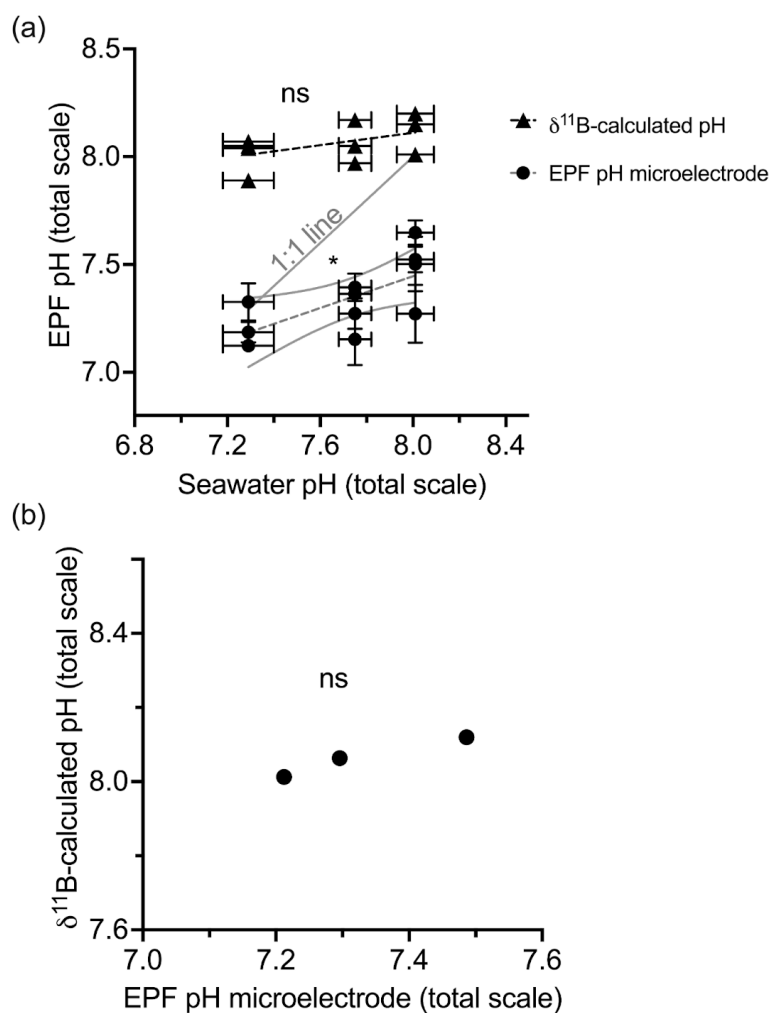 (a)
8.5
8.0
7.5
7.0
EPF pH (total scale)
ns
1:1 line
*
δ¹¹B-calculated pH
EPF pH microelectrode
6.8 7.2 7.6 8.0 8.4
Seawater pH (total scale)
(b)
8.4
8.0
7.6
δ¹¹B-calculated pH (total scale)
ns
7.0 7.2 7.4 7.6
EPF pH microelectrode (total scale)